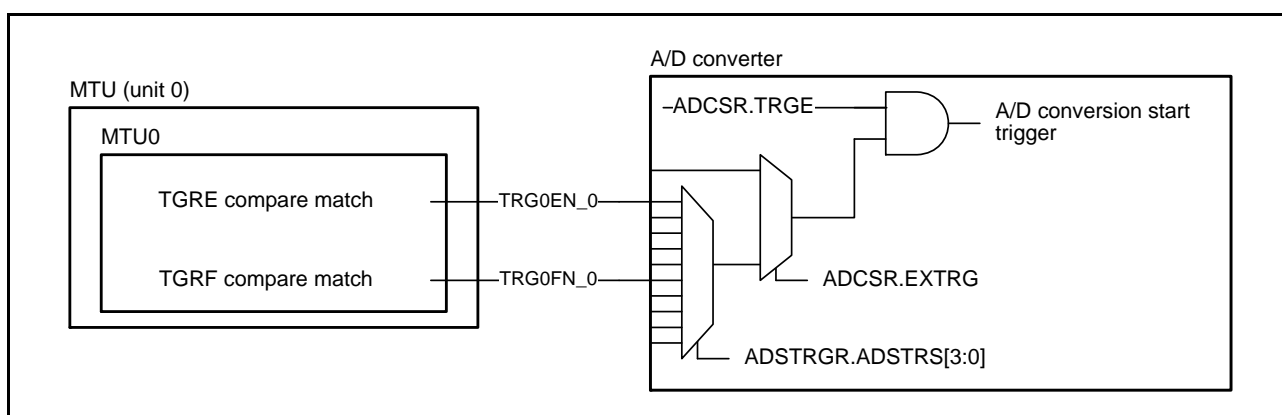 A/D converter
MTU (unit 0)
ADCSR.TRGE
A/D conversion start
trigger
MTU0
TGRE compare match
TRG0EN_0
TGRF compare match
TRG0FN_0
ADCSR.EXTRG
ADSTRGR.ADSTRS[3:0]